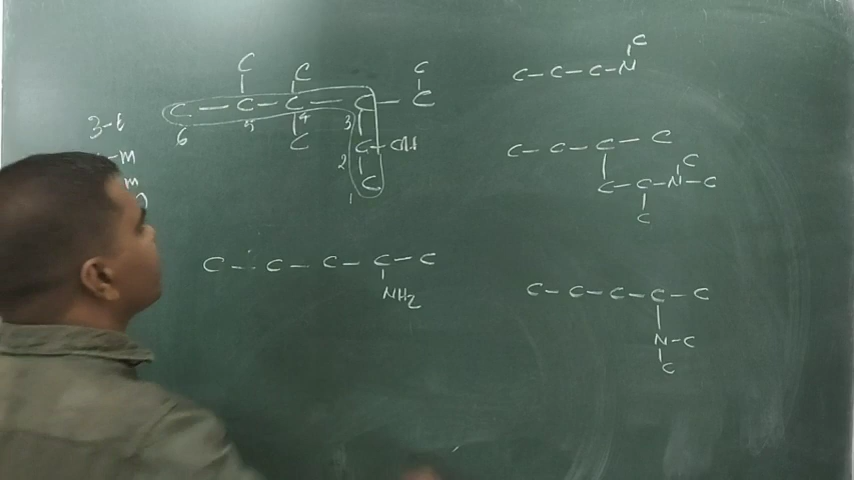 C C
C — C — C — C — C
C
6 5 4 3
C
C — OH
2
C
1
3-E
-m
m
C — C — C — C — C
NH2
C — C — C — N
C
C — C — C — C
C — C — N — C
C
C
C — C — C — C — C
N — C
C